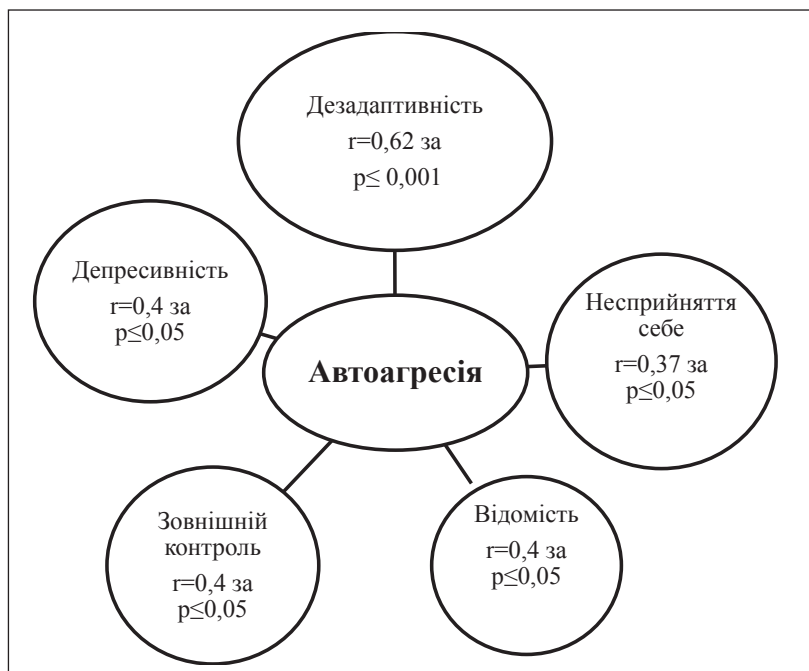 Дезадаптивність
r=0,62 за
p≤ 0,001
Депресивність
r=0,4 за
p≤0,05
Несприйняття
себе
r=0,37 за
p≤0,05
Автоагресія
Зовнішній
контроль
r=0,4 за
p≤0,05
Відомість
r=0,4 за
p≤0,05